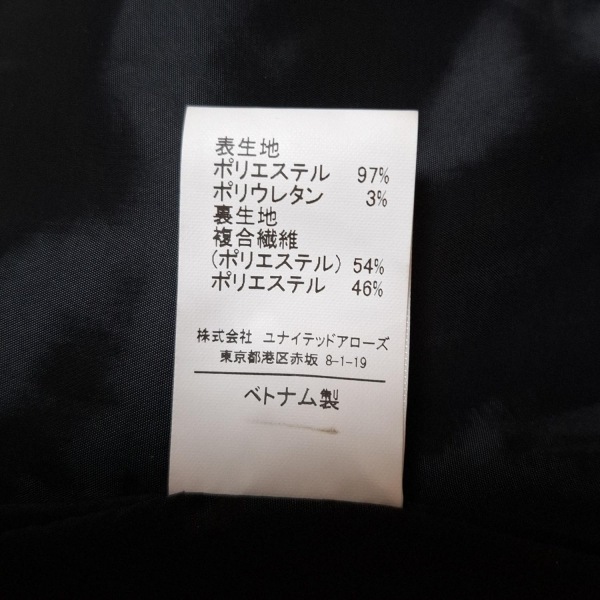 表生地
ポリエステル 97%
ポリウレタン 3%
裏生地
複合繊維
(ポリエステル) 54%
ポリエステル 46%
株式会社 ユナイテッドアローズ
東京都港区赤坂 8-1-19
ベトナム製